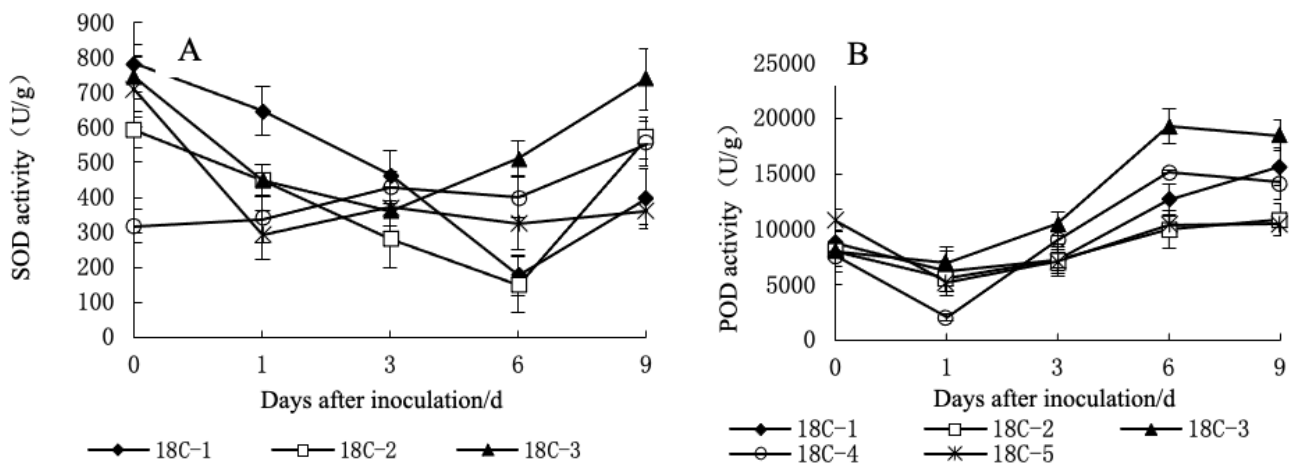 A
SOD activity（U/g）
900
800
700
600
500
400
300
200
100
0
0 1 3 6 9
Days after inoculation/d
18C-1 18C-2 18C-3
B
POD activity（U/g）
25000
20000
15000
10000
5000
0
0 1 3 6 9
Days after inoculation/d
18C-1 18C-2 18C-3
18C-4 18C-5